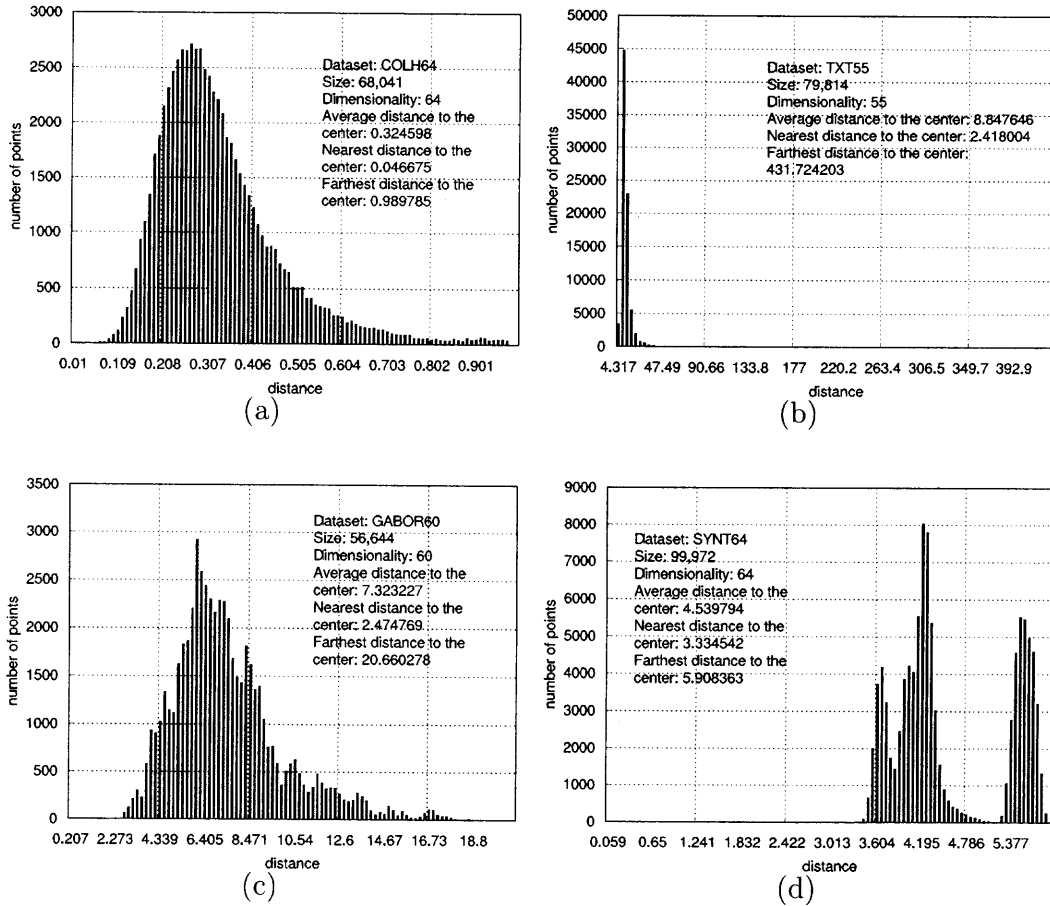 3000
2500
2000
1500
1000
500
0
number of points
Dataset: COLH64
Size: 68,041
Dimensionality: 64
Average distance to the
center: 0.324598
Nearest distance to the
center: 0.046675
Farthest distance to the
center: 0.989785
0.01 0.109 0.208 0.307 0.406 0.505 0.604 0.703 0.802 0.901
distance
(a)
50000
45000
40000
35000
30000
25000
20000
15000
10000
5000
0
number of points
Dataset: TXT55
Size: 79,814
Dimensionality: 55
Average distance to the center: 8.847646
Nearest distance to the center: 2.418004
Farthest distance to the center:
431.724203
4.317 47.49 90.66 133.8 177 220.2 263.4 306.5 349.7 392.9
distance
(b)
3500
3000
2500
2000
1500
1000
500
0
number of points
Dataset: GABOR60
Size: 56,644
Dimensionality: 60
Average distance to the
center: 7.323227
Nearest distance to the
center: 2.474769
Farthest distance to the
center: 20.660278
0.207 2.273 4.339 6.405 8.471 10.54 12.6 14.67 16.73 18.8
distance
(c)
9000
8000
7000
6000
5000
4000
3000
2000
1000
0
number of points
Dataset: SYNT64
Size: 99,972
Dimensionality: 64
Average distance to the
center: 4.539794
Nearest distance to the
center: 3.334542
Farthest distance to the
center: 5.908363
0.059 0.65 1.241 1.832 2.422 3.013 3.604 4.195 4.786 5.377
distance
(d)